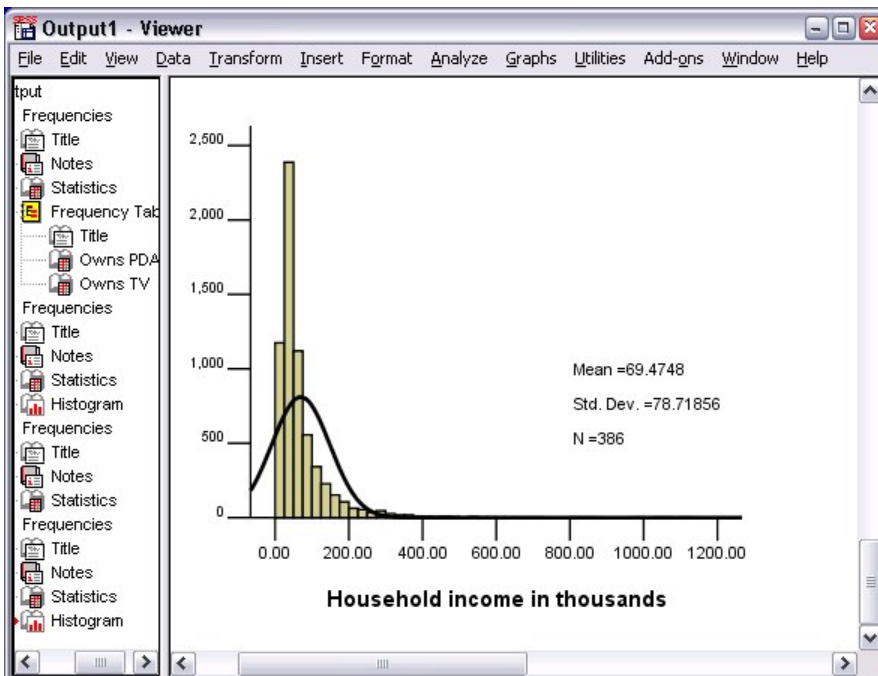 Output1 - Viewer
File Edit View Data Transform Insert Format Analyze Graphs Utilities Add-ons Window Help
tput
Frequencies
Title
Notes
Statistics
Frequency Tab
Title
Owns PDA
Owns TV
Frequencies
Title
Notes
Statistics
Histogram
Frequencies
Title
Notes
Statistics
Frequencies
Title
Notes
Statistics
Histogram
2,500
2,000
1,500
1,000
500
0
Mean =69.4748
Std. Dev. =78.71856
N =386
0.00 200.00 400.00 600.00 800.00 1000.00 1200.00
Household income in thousands